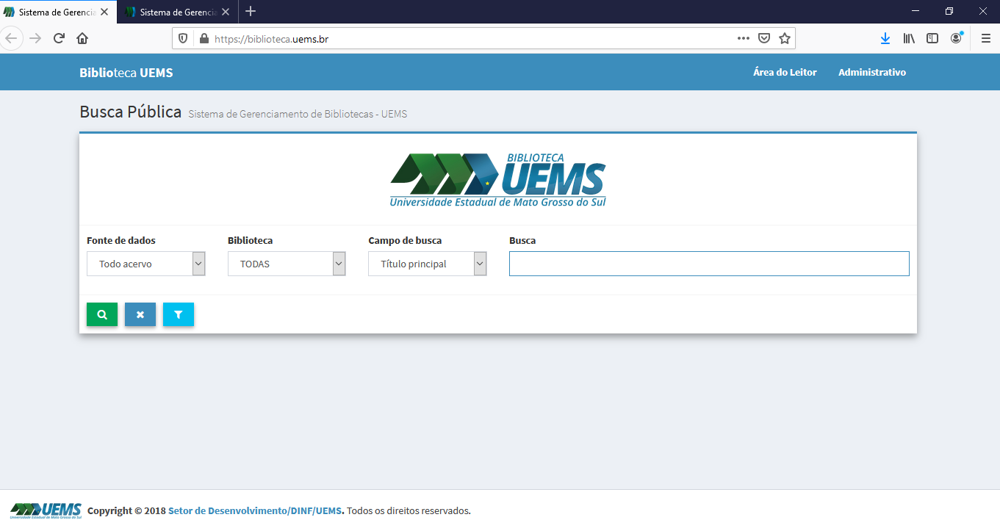 Sistema de Gerencia
Sistema de Gerencia
https://biblioteca.uems.br
Biblioteca UEMS
Área do Leitor
Administrativo
Busca Pública Sistema de Gerenciamento de Bibliotecas - UEMS
BIBLIOTECA
UEMS
Universidade Estadual de Mato Grosso do Sul
Fonte de dados
Biblioteca
Campo de busca
Busca
Todo acervo
TODAS
Título principal
UEMS
Universidade Estadual de Mato Grosso do Sul
Copyright © 2018 Setor de Desenvolvimento/DINF/UEMS. Todos os direitos reservados.